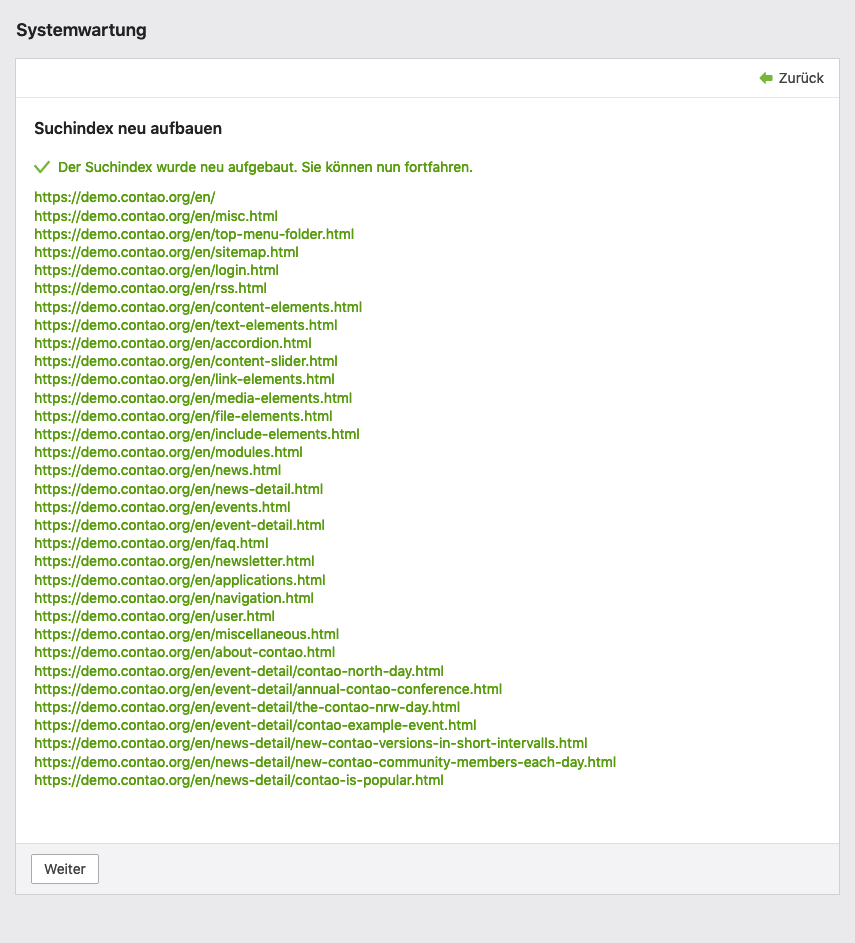 Systemwartung
Zurück
Suchindex neu aufbauen
Der Suchindex wurde neu aufgebaut. Sie können nun fortfahren.
https://demo.contao.org/en/
https://demo.contao.org/en/misc.html
https://demo.contao.org/en/top-menu-folder.html
https://demo.contao.org/en/sitemap.html
https://demo.contao.org/en/login.html
https://demo.contao.org/en/rss.html
https://demo.contao.org/en/content-elements.html
https://demo.contao.org/en/text-elements.html
https://demo.contao.org/en/accordion.html
https://demo.contao.org/en/content-slider.html
https://demo.contao.org/en/link-elements.html
https://demo.contao.org/en/media-elements.html
https://demo.contao.org/en/file-elements.html
https://demo.contao.org/en/include-elements.html
https://demo.contao.org/en/modules.html
https://demo.contao.org/en/news.html
https://demo.contao.org/en/news-detail.html
https://demo.contao.org/en/events.html
https://demo.contao.org/en/event-detail.html
https://demo.contao.org/en/faq.html
https://demo.contao.org/en/newsletter.html
https://demo.contao.org/en/applications.html
https://demo.contao.org/en/navigation.html
https://demo.contao.org/en/user.html
https://demo.contao.org/en/miscellaneous.html
https://demo.contao.org/en/about-contao.html
https://demo.contao.org/en/event-detail/contao-north-day.html
https://demo.contao.org/en/event-detail/annual-contao-conference.html
https://demo.contao.org/en/event-detail/the-contao-nrw-day.html
https://demo.contao.org/en/event-detail/contao-example-event.html
https://demo.contao.org/en/news-detail/new-contao-versions-in-short-intervalls.html
https://demo.contao.org/en/news-detail/new-contao-community-members-each-day.html
https://demo.contao.org/en/news-detail/contao-is-popular.html
Weiter